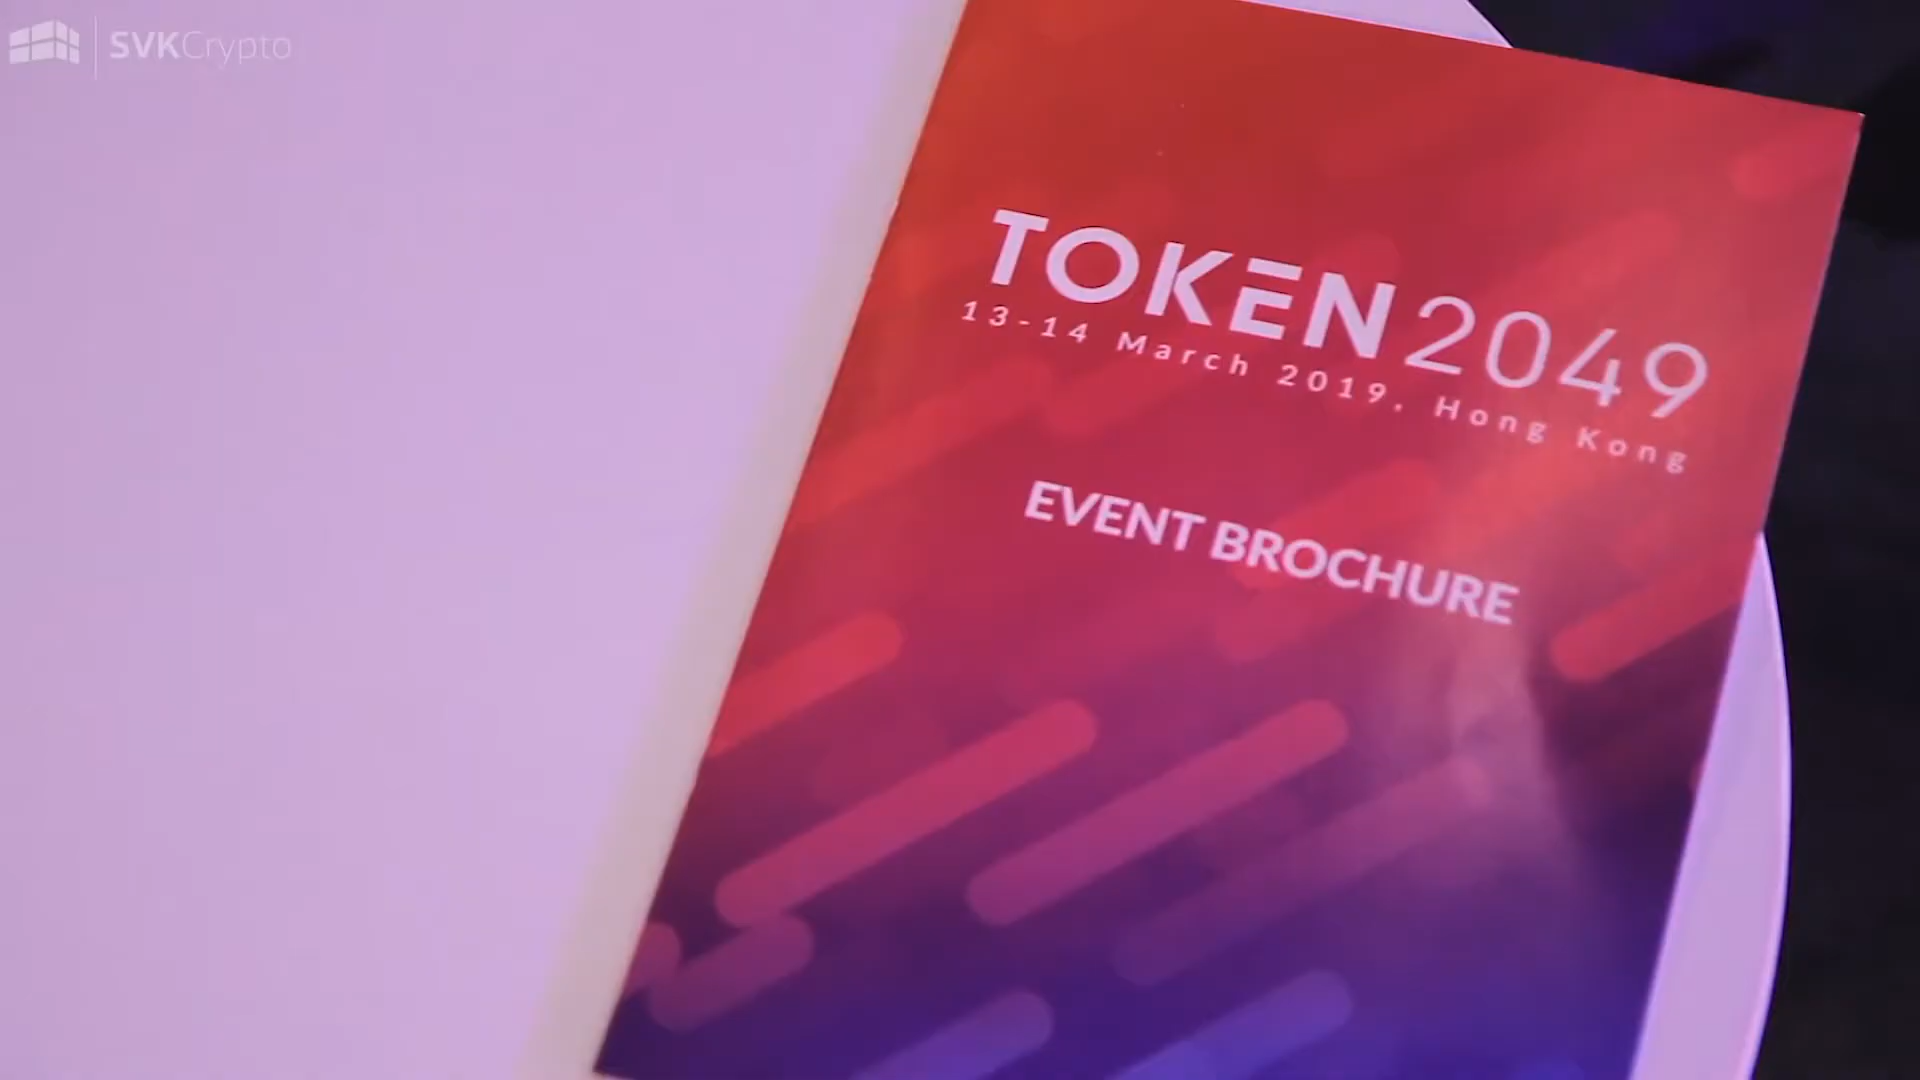 SVKCrypto
TOKEN2049
13-14 March 2019, Hong Kong
EVENT BROCHURE